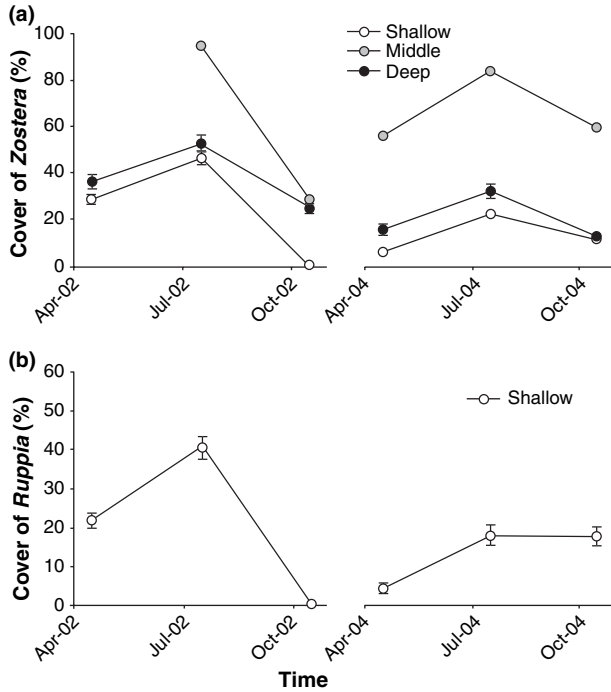 (a)
Shallow
Middle
Deep
Cover of Zostera (%)
100
80
60
40
20
0
Apr-02
Jul-02
Oct-02
Apr-04
Jul-04
Oct-04
(b)
Shallow
Cover of Ruppia (%)
60
50
40
30
20
10
0
Apr-02
Jul-02
Oct-02
Apr-04
Jul-04
Oct-04
Time